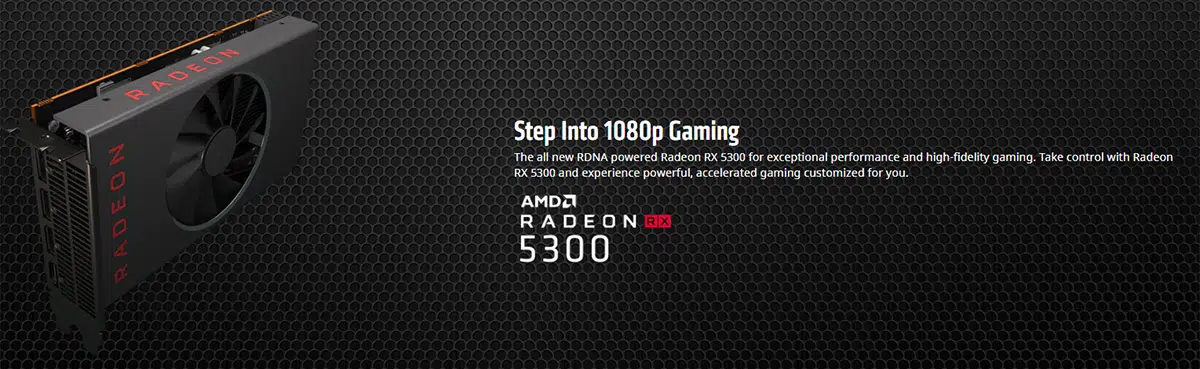 RADEON
RADEON
Step Into 1080p Gaming
The all new RDNA powered Radeon RX 5300 for exceptional performance and high-fidelity gaming. Take control with Radeon
RX 5300 and experience powerful, accelerated gaming customized for you.
AMD
RADEON RX
5300